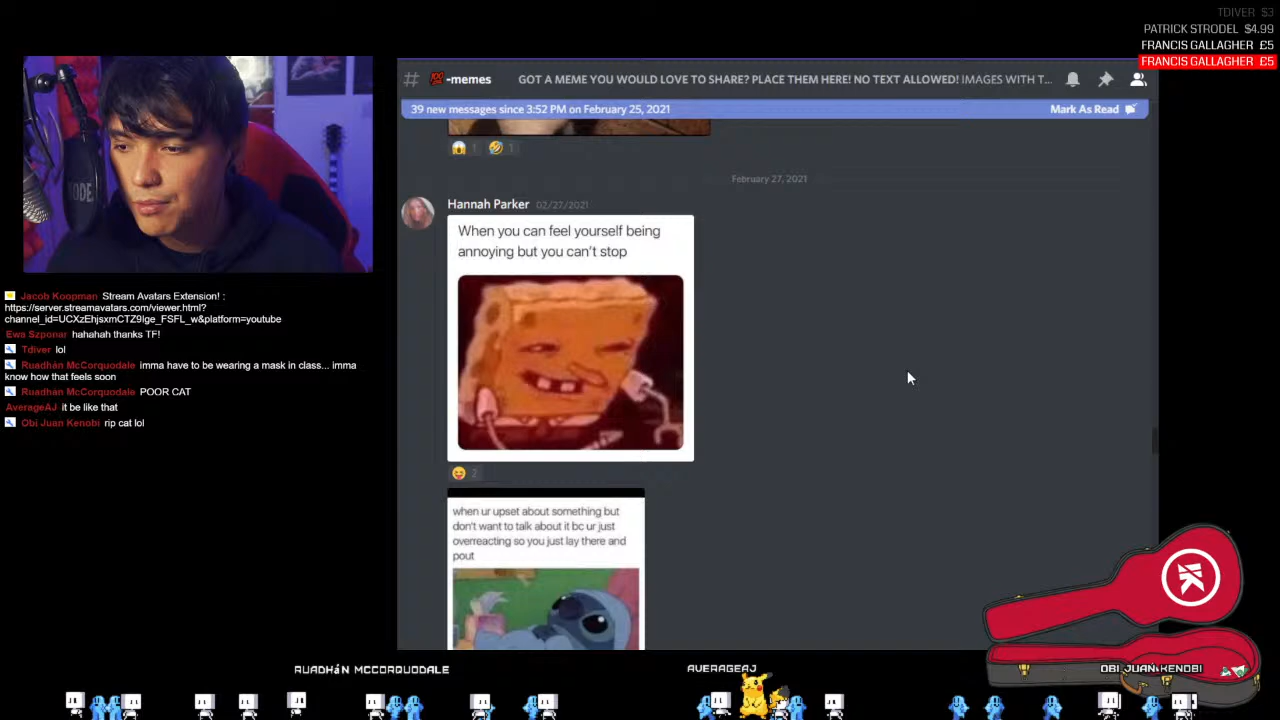 TDIVER $3
PATRICK STRODEL $4.99
FRANCIS GALLAGHER £5
FRANCIS GALLAGHER £5
# 💯-memes GOT A MEME YOU WOULD LOVE TO SHARE? PLACE THEM HERE! NO TEXT ALLOWED! IMAGES WITH T...
39 new messages since 3:52 PM on February 25, 2021 Mark As Read
😱 1 🤣 1
February 27, 2021
Hannah Parker 02/27/2021
When you can feel yourself being
annoying but you can't stop
😝 2
when ur upset about something but
don't want to talk about it bc ur just
overreacting so you just lay there and
pout
Jacob Koopman Stream Avatars Extension! :
https://server.streamavatars.com/viewer.html?
channel_id=UCXzEhjsxmCTZ9lge_FSFL_w&platform=youtube
Ewa Szponar hahahah thanks TF!
Tdiver lol
Ruadhán McCorquodale imma have to be wearing a mask in class... imma
know how that feels soon
Ruadhán McCorquodale POOR CAT
AverageAJ it be like that
Obi Juan Kenobi rip cat lol
RUADHáN MCCORQUODALE
AVERAGEAJ
OBI JUAN KENOBI